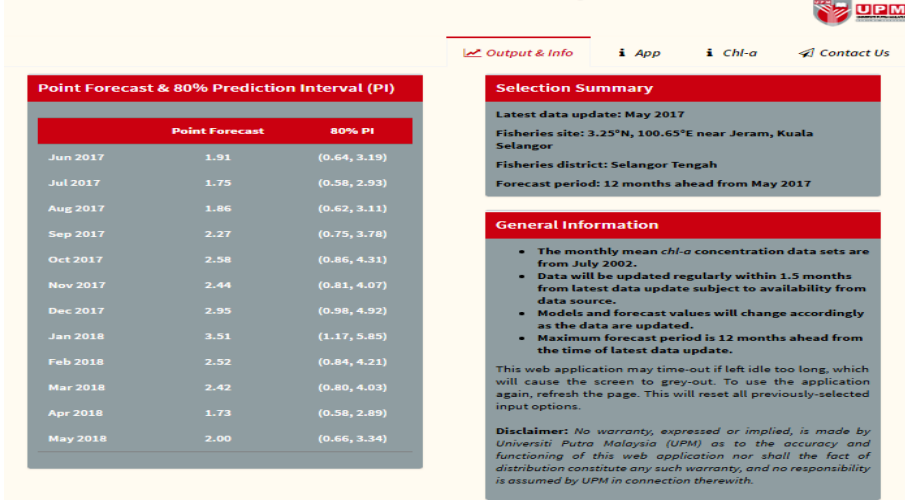 UPM
Output & Info
i App
i Chl-a
Contact Us
Point Forecast & 80% Prediction Interval (PI)
Point Forecast 80% PI
Jun 2017 1.91 (0.64, 3.19)
Jul 2017 1.75 (0.58, 2.93)
Aug 2017 1.86 (0.62, 3.11)
Sep 2017 2.27 (0.75, 3.78)
Oct 2017 2.58 (0.86, 4.31)
Nov 2017 2.44 (0.81, 4.07)
Dec 2017 2.95 (0.98, 4.92)
Jan 2018 3.51 (1.17, 5.85)
Feb 2018 2.52 (0.84, 4.21)
Mar 2018 2.42 (0.80, 4.03)
Apr 2018 1.73 (0.58, 2.89)
May 2018 2.00 (0.66, 3.34)
Selection Summary
Latest data update: May 2017
Fisheries site: 3.25°N, 100.65°E near Jeram, Kuala
Selangor
Fisheries district: Selangor Tengah
Forecast period: 12 months ahead from May 2017
General Information
• The monthly mean chl-a concentration data sets are
from July 2002.
• Data will be updated regularly within 1.5 months
from latest data update subject to availability from
data source.
• Models and forecast values will change accordingly
as the data are updated.
• Maximum forecast period is 12 months ahead from
the time of latest data update.
This web application may time-out if left idle too long, which
will cause the screen to grey-out. To use the application
again, refresh the page. This will reset all previously-selected
input options.
Disclaimer: No warranty, expressed or implied, is made by
Universiti Putra Malaysia (UPM) as to the accuracy and
functioning of this web application nor shall the fact of
distribution constitute any such warranty, and no responsibility
is assumed by UPM in connection therewith.